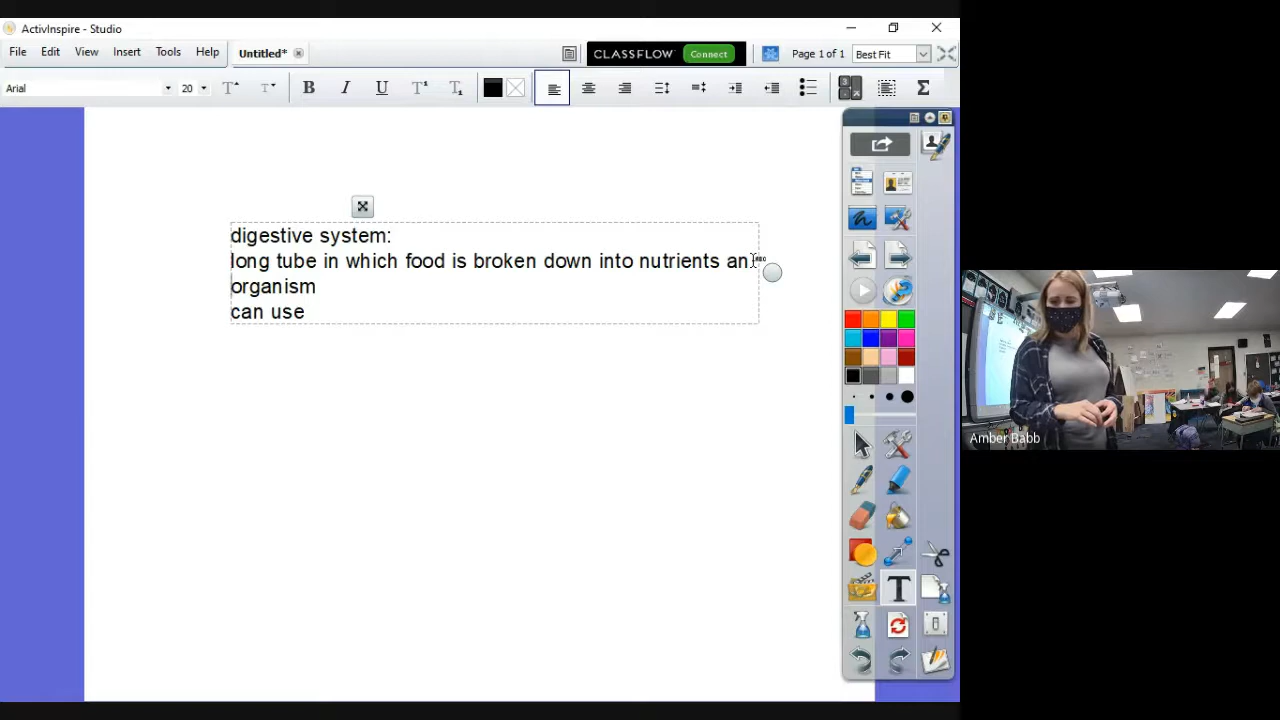 ActivInspire - Studio
File Edit View Insert Tools Help Untitled*
CLASSFLOW Connect
Page 1 of 1 Best Fit
Arial 20
digestive system:
long tube in which food is broken down into nutrients an
organism
can use
Amber Babb